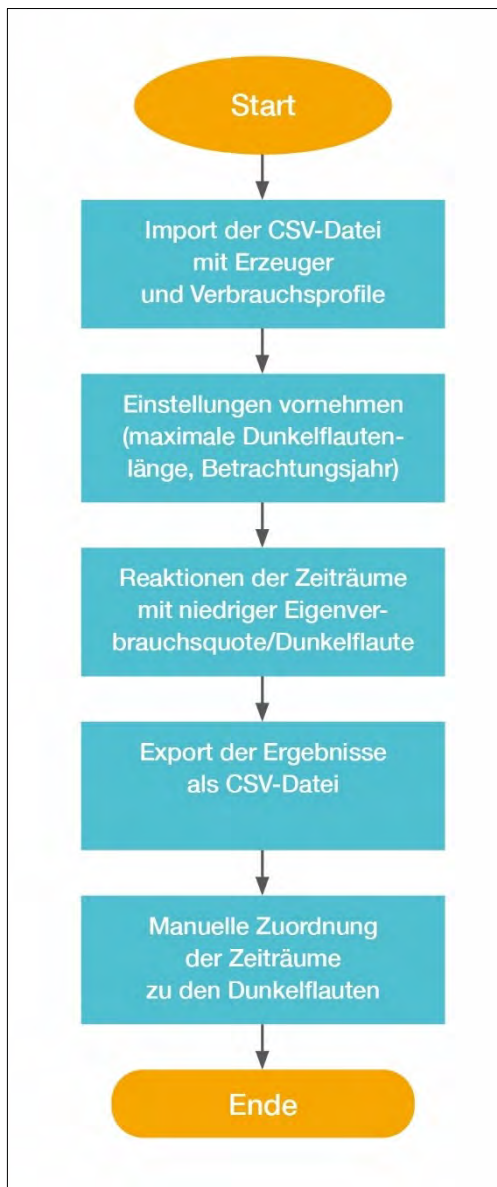 Start
Import der CSV-Datei
mit Erzeuger
und Verbrauchsprofile
Einstellungen vornehmen
(maximale Dunkelflauten-
länge, Betrachtungsjahr)
Reaktionen der Zeiträume
mit niedriger Eigenver-
brauchsquote/Dunkelflaute
Export der Ergebnisse
als CSV-Datei
Manuelle Zuordnung
der Zeiträume
zu den Dunkelflauten
Ende